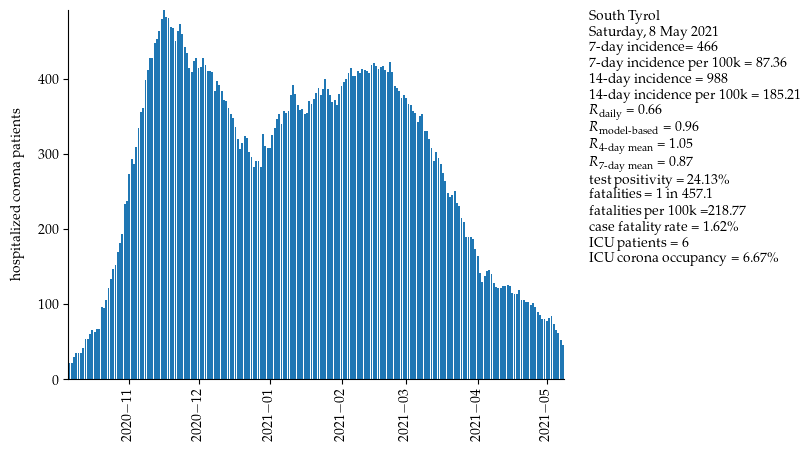 South Tyrol
Saturday, 8 May 2021
7-day incidence= 466
7-day incidence per 100k = 87.36
14-day incidence = 988
14-day incidence per 100k = 185.21
R_daily = 0.66
R_model-based = 0.96
R_4-day mean = 1.05
R_7-day mean = 0.87
test positivity = 24.13%
fatalities = 1 in 457.1
fatalities per 100k =218.77
case fatality rate = 1.62%
ICU patients = 6
ICU corona occupancy = 6.67%
hospitalized corona patients
400
300
200
100
0
2020−11
2020−12
2021−01
2021−02
2021−03
2021−04
2021−05